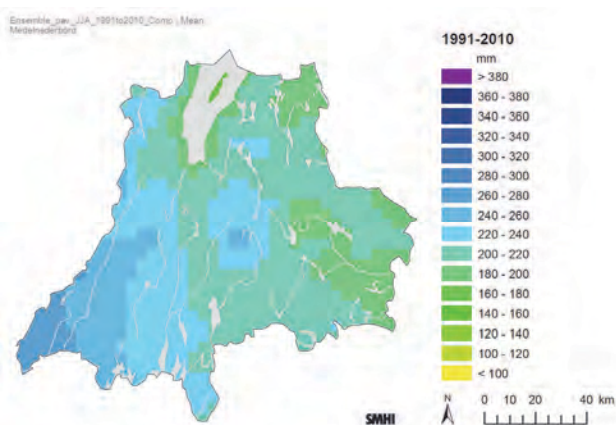 Ensemble_pav_JJA_1991to2010_Comp : Mean
Medelnederbörd
1991-2010
mm
> 380
360 - 380
340 - 360
320 - 340
300 - 320
280 - 300
260 - 280
240 - 260
220 - 240
200 - 220
180 - 200
160 - 180
140 - 160
120 - 140
100 - 120
< 100
SMHI
N
0 10 20 40 km